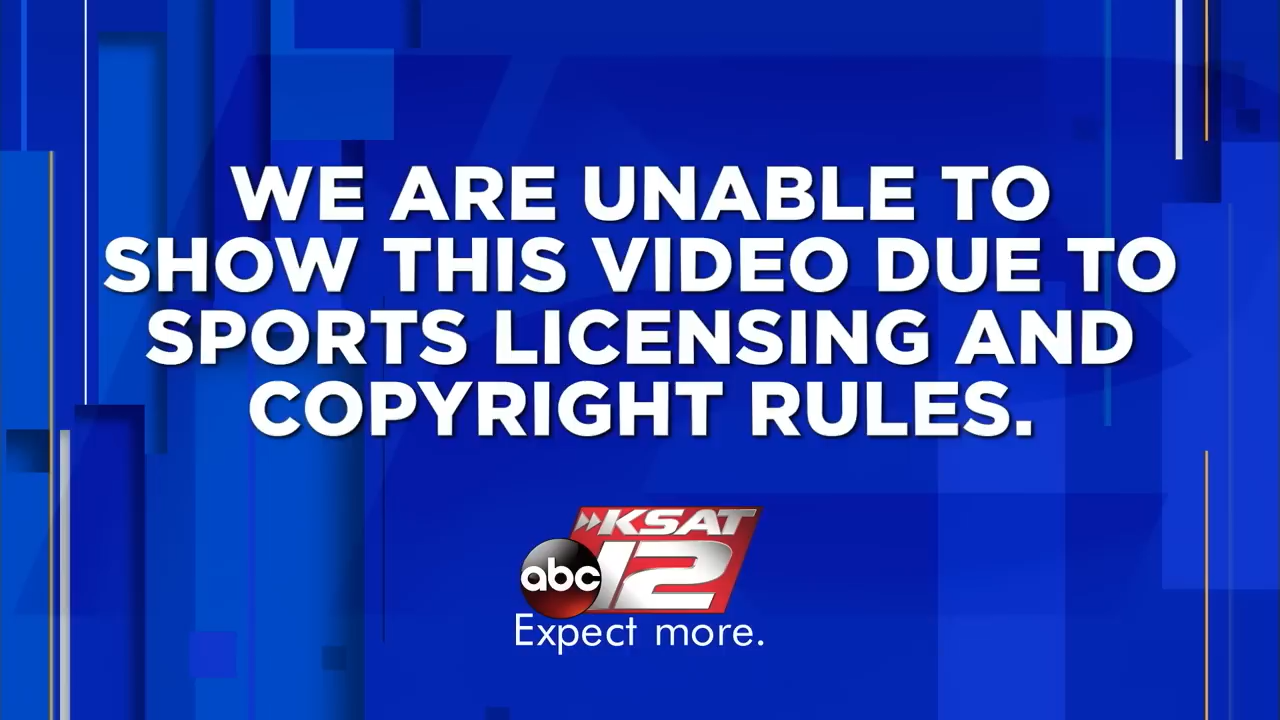 WE ARE UNABLE TO
SHOW THIS VIDEO DUE TO
SPORTS LICENSING AND
COPYRIGHT RULES.
KSAT
abc 12
Expect more.